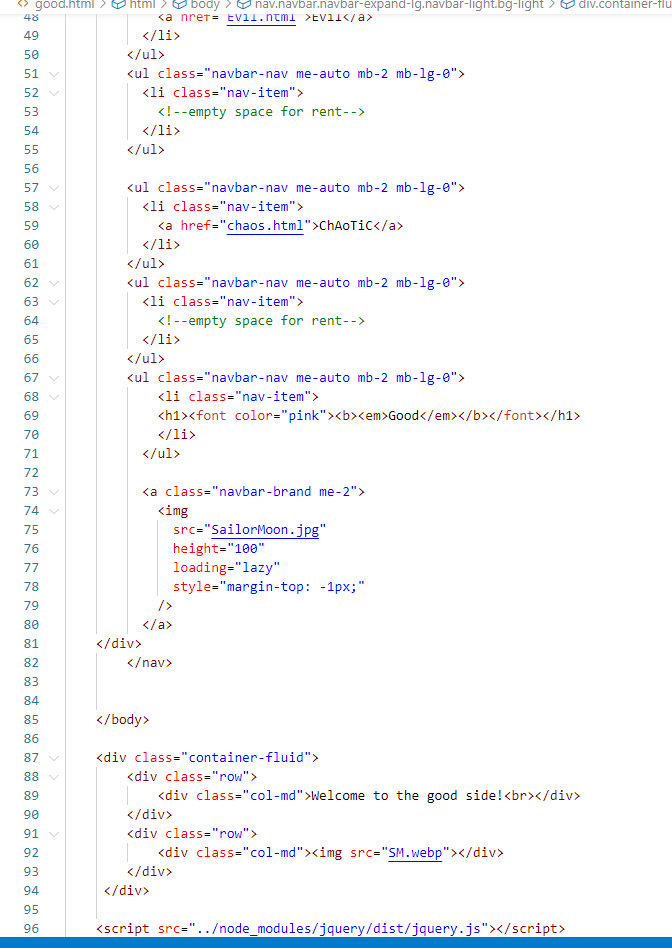 good.html > html > body > nav.navbar.navbar-expand-lg.navbar-light.bg-light > div.container-flu
48 <a href="Evil.html">Evil</a>
49 </li>
50 </ul>
51 <ul class="navbar-nav me-auto mb-2 mb-lg-0">
52 <li class="nav-item">
53 <!--empty space for rent-->
54 </li>
55 </ul>
56
57 <ul class="navbar-nav me-auto mb-2 mb-lg-0">
58 <li class="nav-item">
59 <a href="chaos.html">ChAoTiC</a>
60 </li>
61 </ul>
62 <ul class="navbar-nav me-auto mb-2 mb-lg-0">
63 <li class="nav-item">
64 <!--empty space for rent-->
65 </li>
66 </ul>
67 <ul class="navbar-nav me-auto mb-2 mb-lg-0">
68 <li class="nav-item">
69 <h1><font color="pink"><b><em>Good</em></b></font></h1>
70 </li>
71 </ul>
72
73 <a class="navbar-brand me-2">
74 <img
75 src="SailorMoon.jpg"
76 height="100"
77 loading="lazy"
78 style="margin-top: -1px;"
79 />
80 </a>
81 </div>
82 </nav>
83
84
85 </body>
86
87 <div class="container-fluid">
88 <div class="row">
89 <div class="col-md">Welcome to the good side!<br></div>
90 </div>
91 <div class="row">
92 <div class="col-md"><img src="SM.webp"></div>
93 </div>
94 </div>
95
96 <script src="../node_modules/jquery/dist/jquery.js"></script>